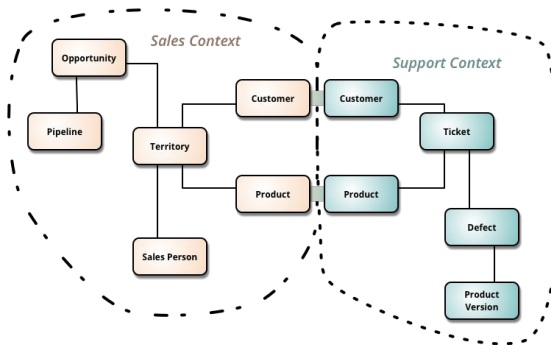 Sales Context
Support Context
Opportunity
Pipeline
Territory
Sales Person
Customer
Product
Customer
Product
Ticket
Defect
Product
Version